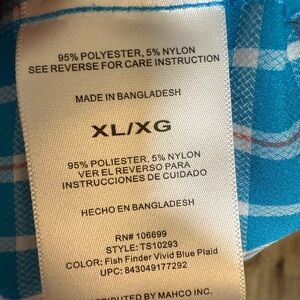 95% POLYESTER, 5% NYLON
SEE REVERSE FOR CARE INSTRUCTION
MADE IN BANGLADESH
XL/XG
95% POLIESTER, 5% NYLON
VER EL REVERSO PARA
INSTRUCCIONES DE CUIDADO
HECHO EN BANGLADESH
RN# 106699
STYLE: TS10293
COLOR: Fish Finder Vivid Blue Plaid
UPC: 843049177292
DISTRIBUTED BY MAHCO INC.